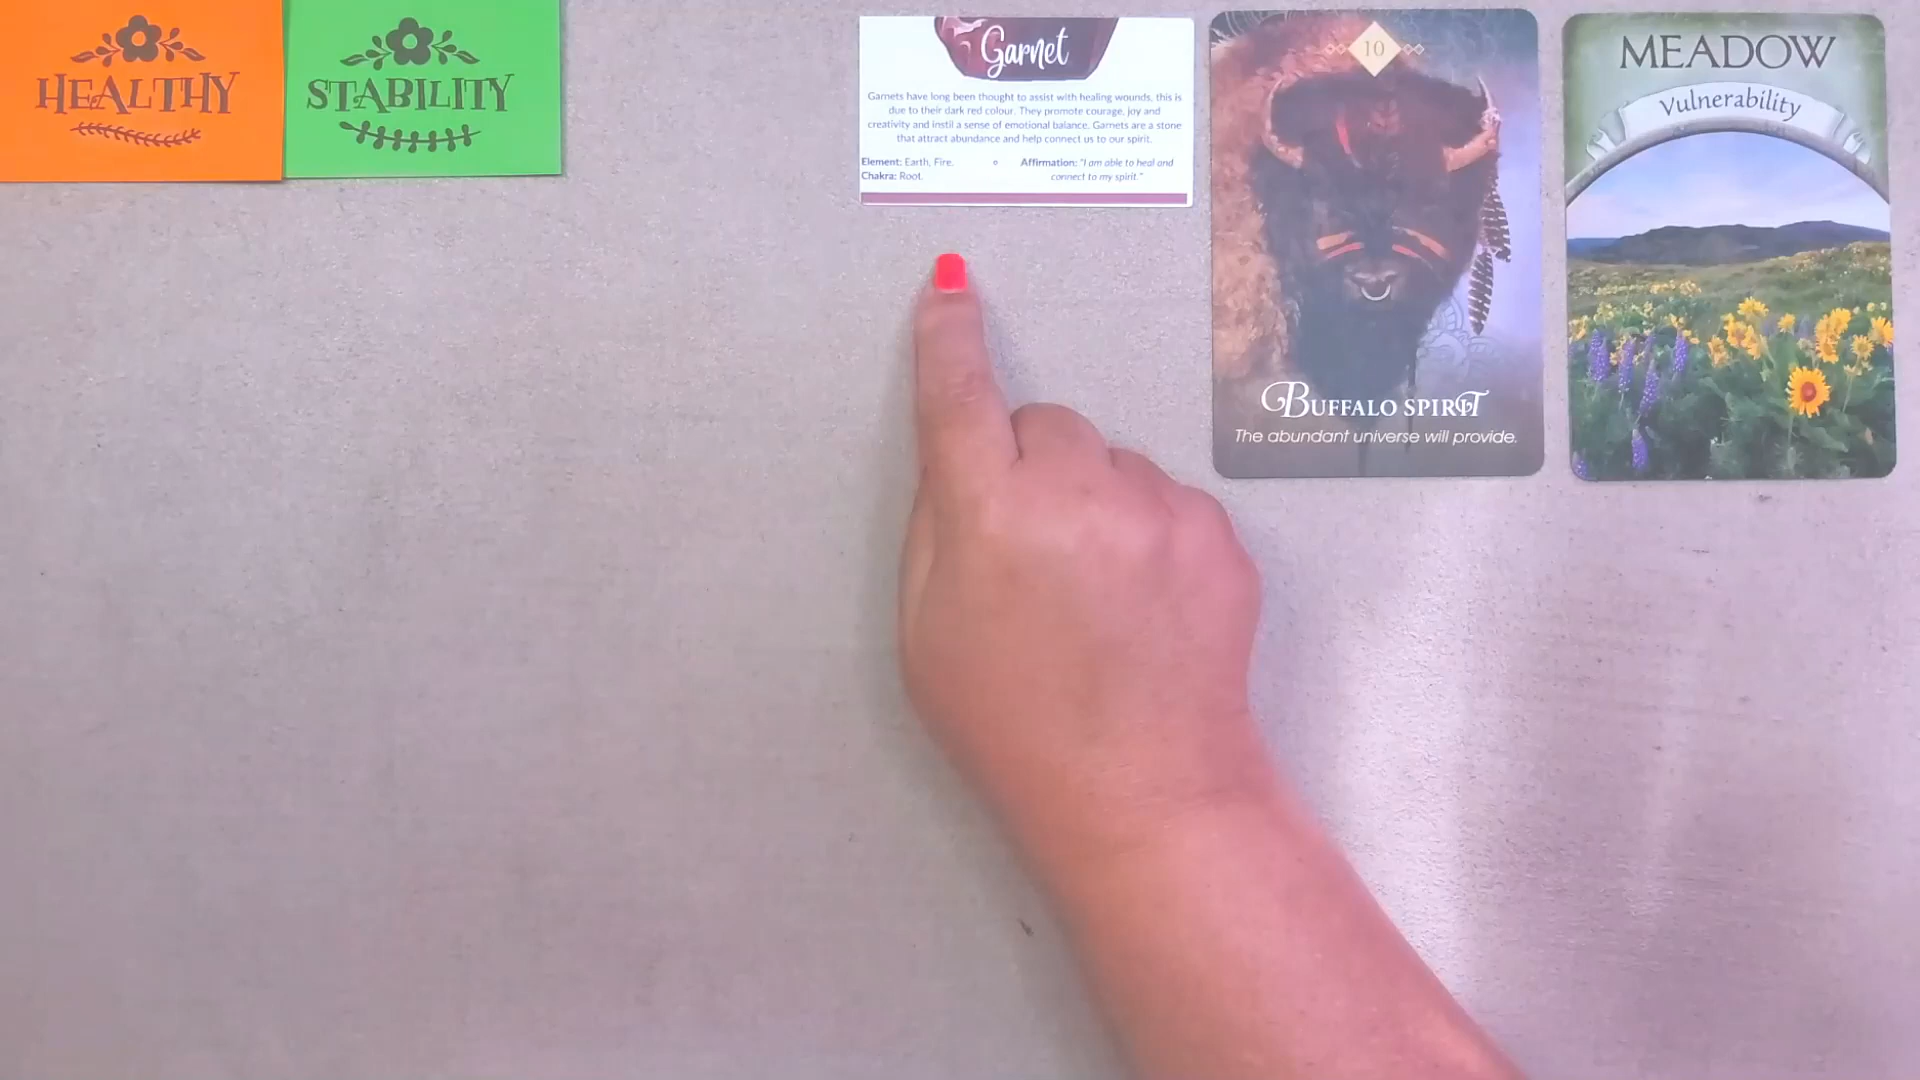 HEALTHY
STABILITY
Garnet
Garnets have long been thought to assist with healing wounds, this is
due to their dark red colour. They promote courage, joy and
creativity and instil a sense of emotional balance. Garnets are a stone
that attract abundance and help connect us to our spirit.
Element: Earth, Fire.
Chakra: Root.
Affirmation: "I am able to heal and
connect to my spirit."
10
BUFFALO SPIRIT
The abundant universe will provide.
MEADOW
Vulnerability